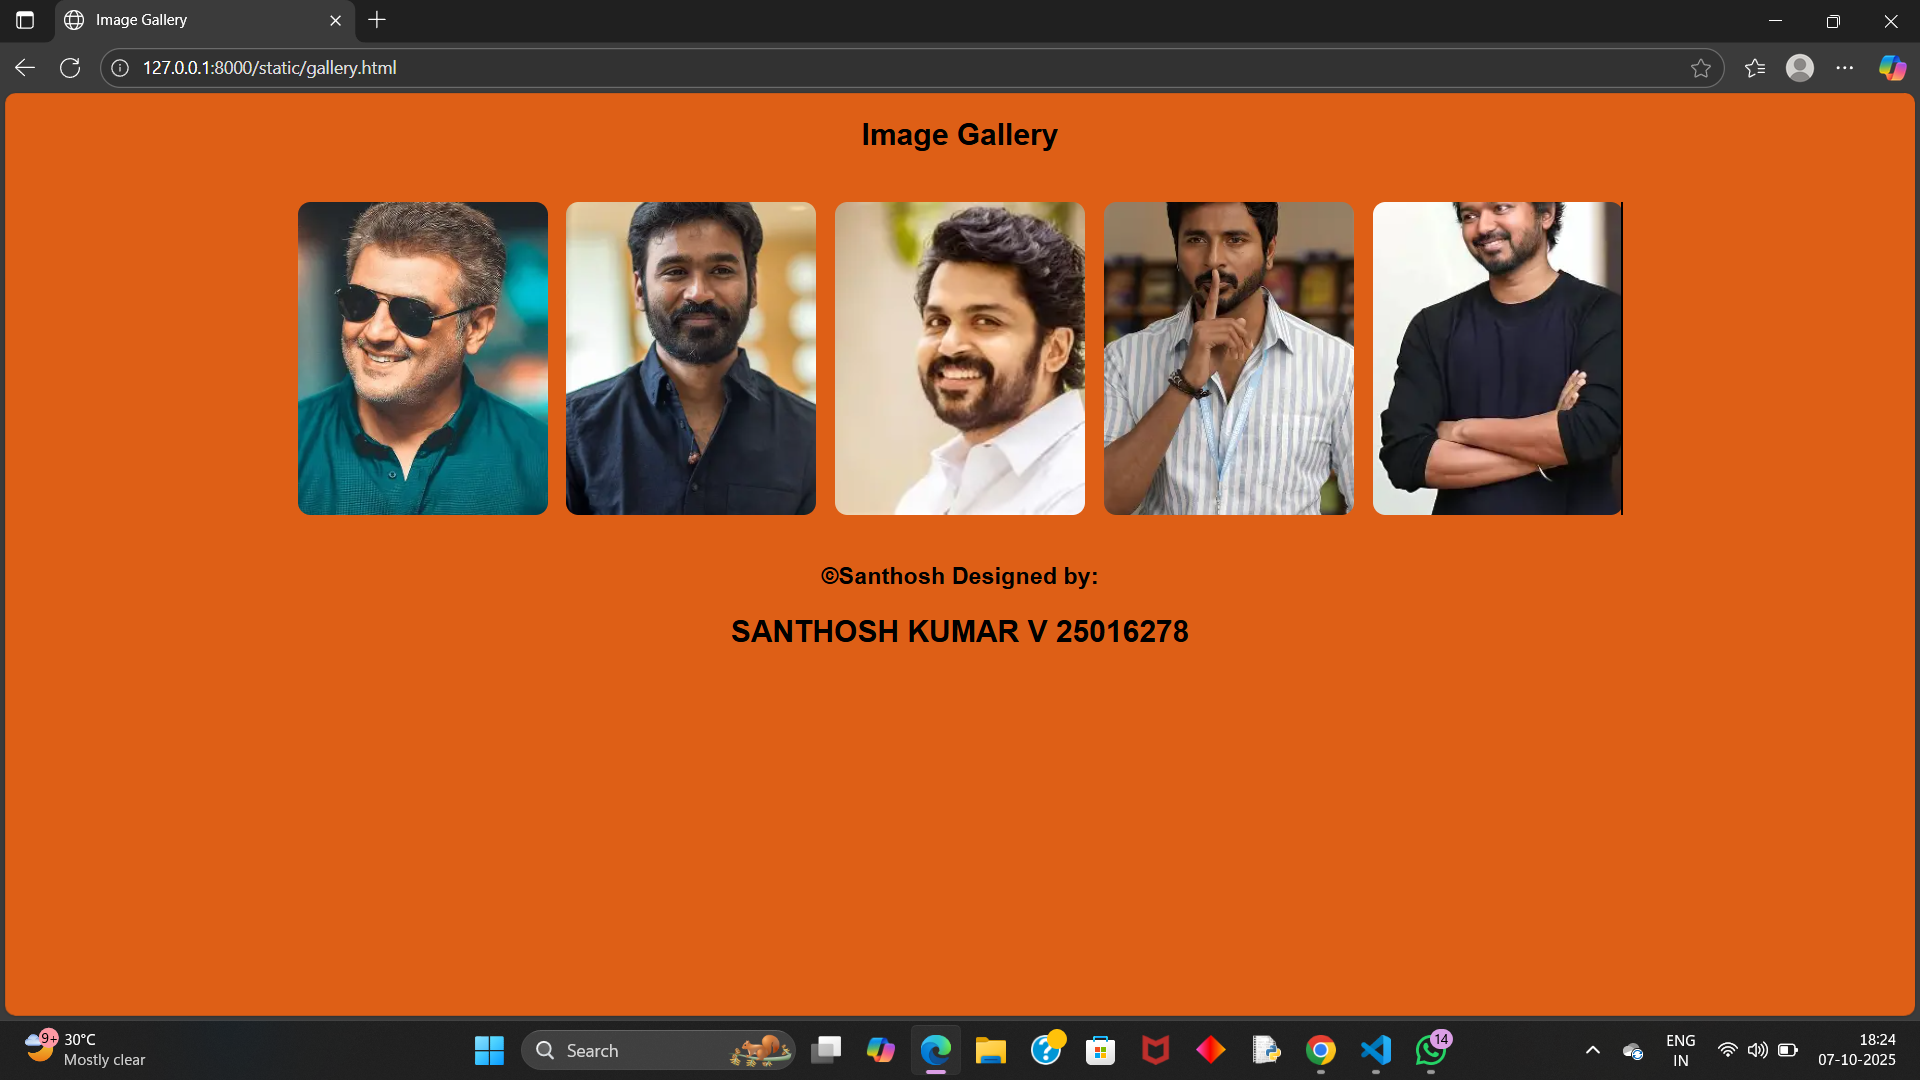 Image Gallery
127.0.0.1:8000/static/gallery.html
Image Gallery
©Santhosh Designed by:
SANTHOSH KUMAR V 25016278
9+
30°C
Mostly clear
Search
14
ENG
IN
18:24
07-10-2025